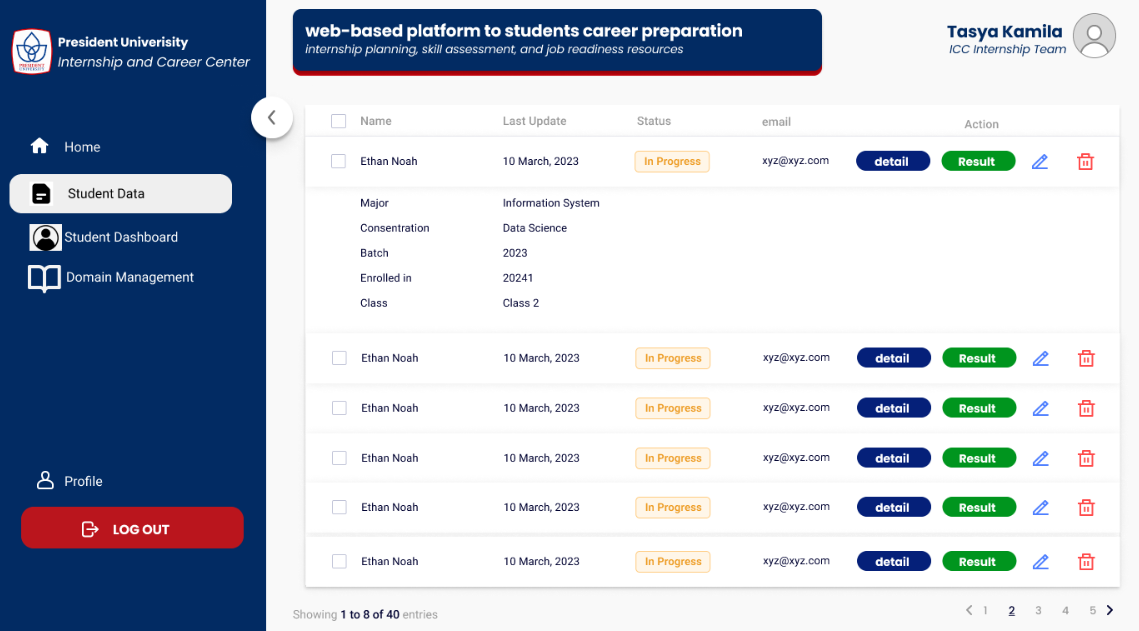 President Univerisity
Internship and Career Center
PRESIDENT
UNIVERSITY
web-based platform to students career preparation
internship planning, skill assessment, and job readiness resources
Tasya Kamila
ICC Internship Team
Home
Student Data
Student Dashboard
Domain Management
Profile
LOG OUT
Name Last Update Status email Action
Ethan Noah 10 March, 2023 In Progress xyz@xyz.com detail Result
Major Information System
Consentration Data Science
Batch 2023
Enrolled in 20241
Class Class 2
Ethan Noah 10 March, 2023 In Progress xyz@xyz.com detail Result
Ethan Noah 10 March, 2023 In Progress xyz@xyz.com detail Result
Ethan Noah 10 March, 2023 In Progress xyz@xyz.com detail Result
Ethan Noah 10 March, 2023 In Progress xyz@xyz.com detail Result
Ethan Noah 10 March, 2023 In Progress xyz@xyz.com detail Result
Showing 1 to 8 of 40 entries
1 2 3 4 5